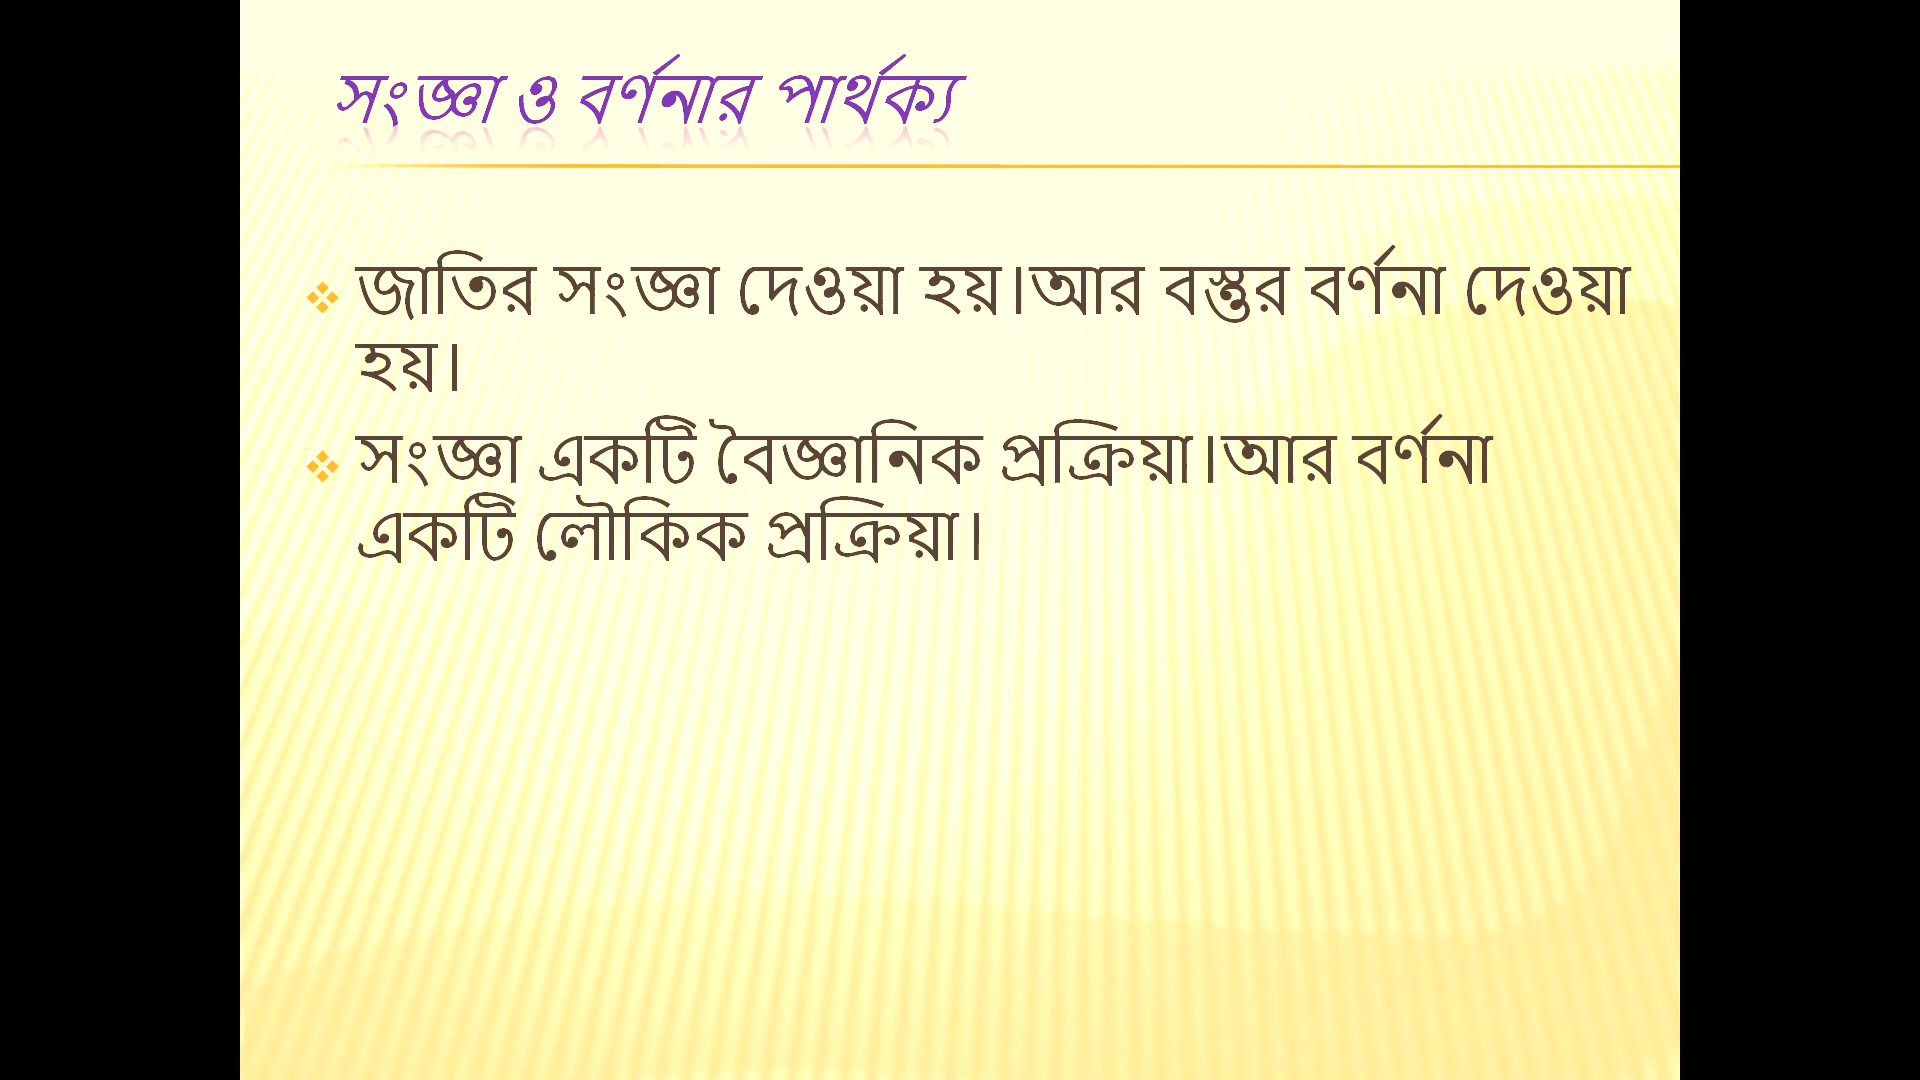 সংজ্ঞা ও বর্ণনার পার্থক্য
জাতির সংজ্ঞা দেওয়া হয়।আর বস্তুর বর্ণনা দেওয়া
হয়।
সংজ্ঞা একটি বৈজ্ঞানিক প্রক্রিয়া।আর বর্ণনা
একটি লৌকিক প্রক্রিয়া।